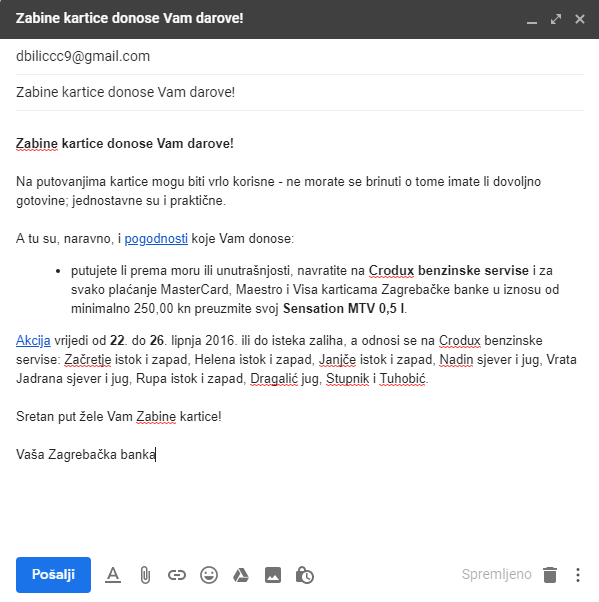 Zabine kartice donose Vam darove!
dbiliccc9@gmail.com
Zabine kartice donose Vam darove!
Zabine kartice donose Vam darove!
Na putovanjima kartice mogu biti vrlo korisne - ne morate se brinuti o tome imate li dovoljno
gotovine; jednostavne su i praktične.
A tu su, naravno, i pogodnosti koje Vam donose:
• putujete li prema moru ili unutrašnjosti, navratite na Crodux benzinske servise i za
svako plaćanje MasterCard, Maestro i Visa karticama Zagrebačke banke u iznosu od
minimalno 250,00 kn preuzmite svoj Sensation MTV 0,5 l.
Akcija vrijedi od 22. do 26. lipnja 2016. ili do isteka zaliha, a odnosi se na Crodux benzinske
servise: Začretje istok i zapad, Helena istok i zapad, Janjče istok i zapad, Nadin sjever i jug, Vrata
Jadrana sjever i jug, Rupa istok i zapad, Dragalić jug, Stupnik i Tuhobić.
Sretan put žele Vam Zabine kartice!
Vaša Zagrebačka banka
Pošalji
Spremljeno